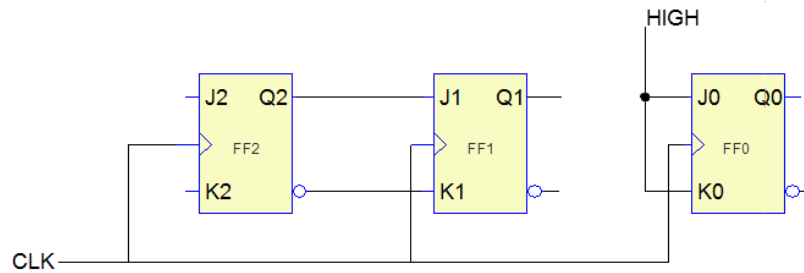 HIGH
J2 Q2 J1 Q1 J0 Q0
FF2 FF1 FF0
K2 K1 K0
CLK